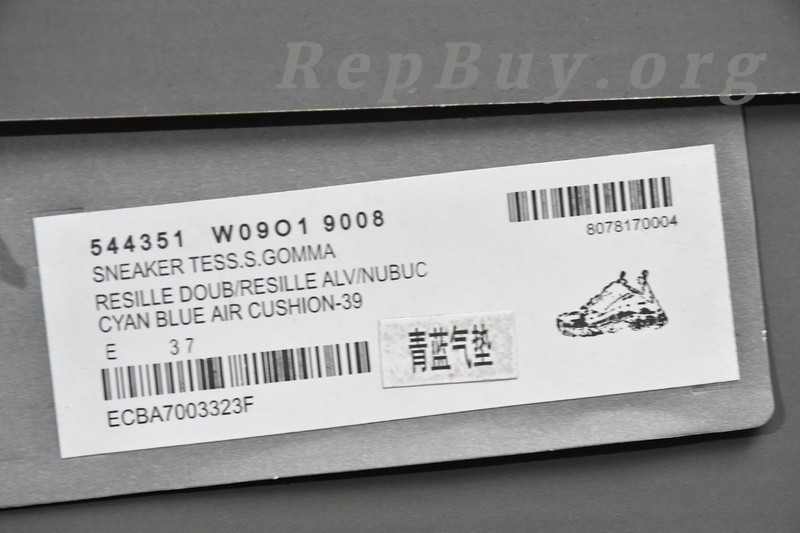 RepBuy.org
544351 W09O1 9008
SNEAKER TESS.S.GOMMA
RESILLE DOUB/RESILLE ALV/NUBUC
CYAN BLUE AIR CUSHION-39
E 37
ECBA7003323F
8078170004
青蓝气垫